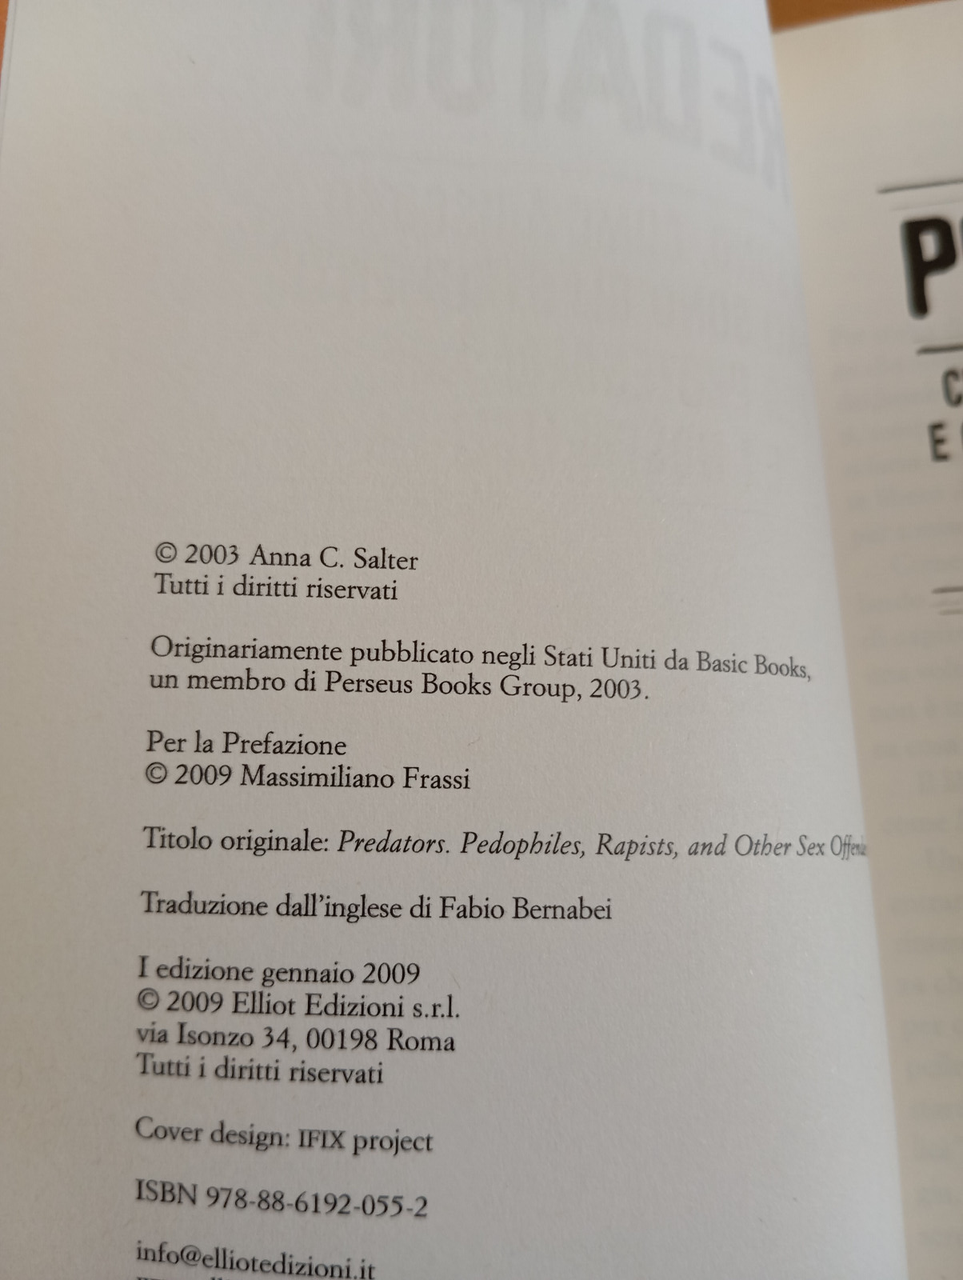 © 2003 Anna C. Salter
Tutti i diritti riservati
Originariamente pubblicato negli Stati Uniti da Basic Books,
un membro di Perseus Books Group, 2003.
Per la Prefazione
© 2009 Massimiliano Frassi
Titolo originale: Predators. Pedophiles, Rapists, and Other Sex
Traduzione dall'inglese di Fabio Bernabei
I edizione gennaio 2009
© 2009 Elliot Edizioni s.r.l.
via Isonzo 34, 00198 Roma
Tutti i diritti riservati
Cover design: IFIX project
ISBN 978-88-6192-055-2
info@elliotedizioni.it
P
C
E